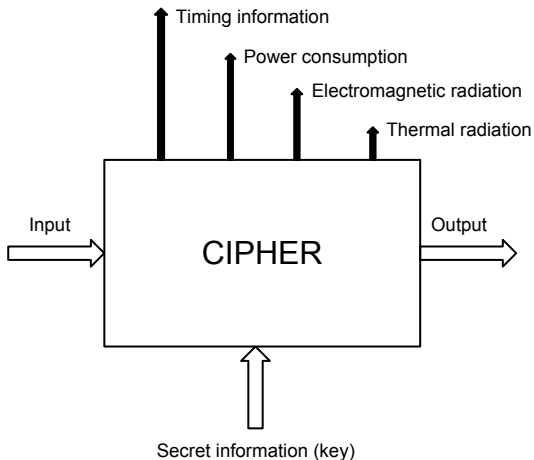 Timing information
Power consumption
Electromagnetic radiation
Thermal radiation
Input
CIPHER
Output
Secret information (key)